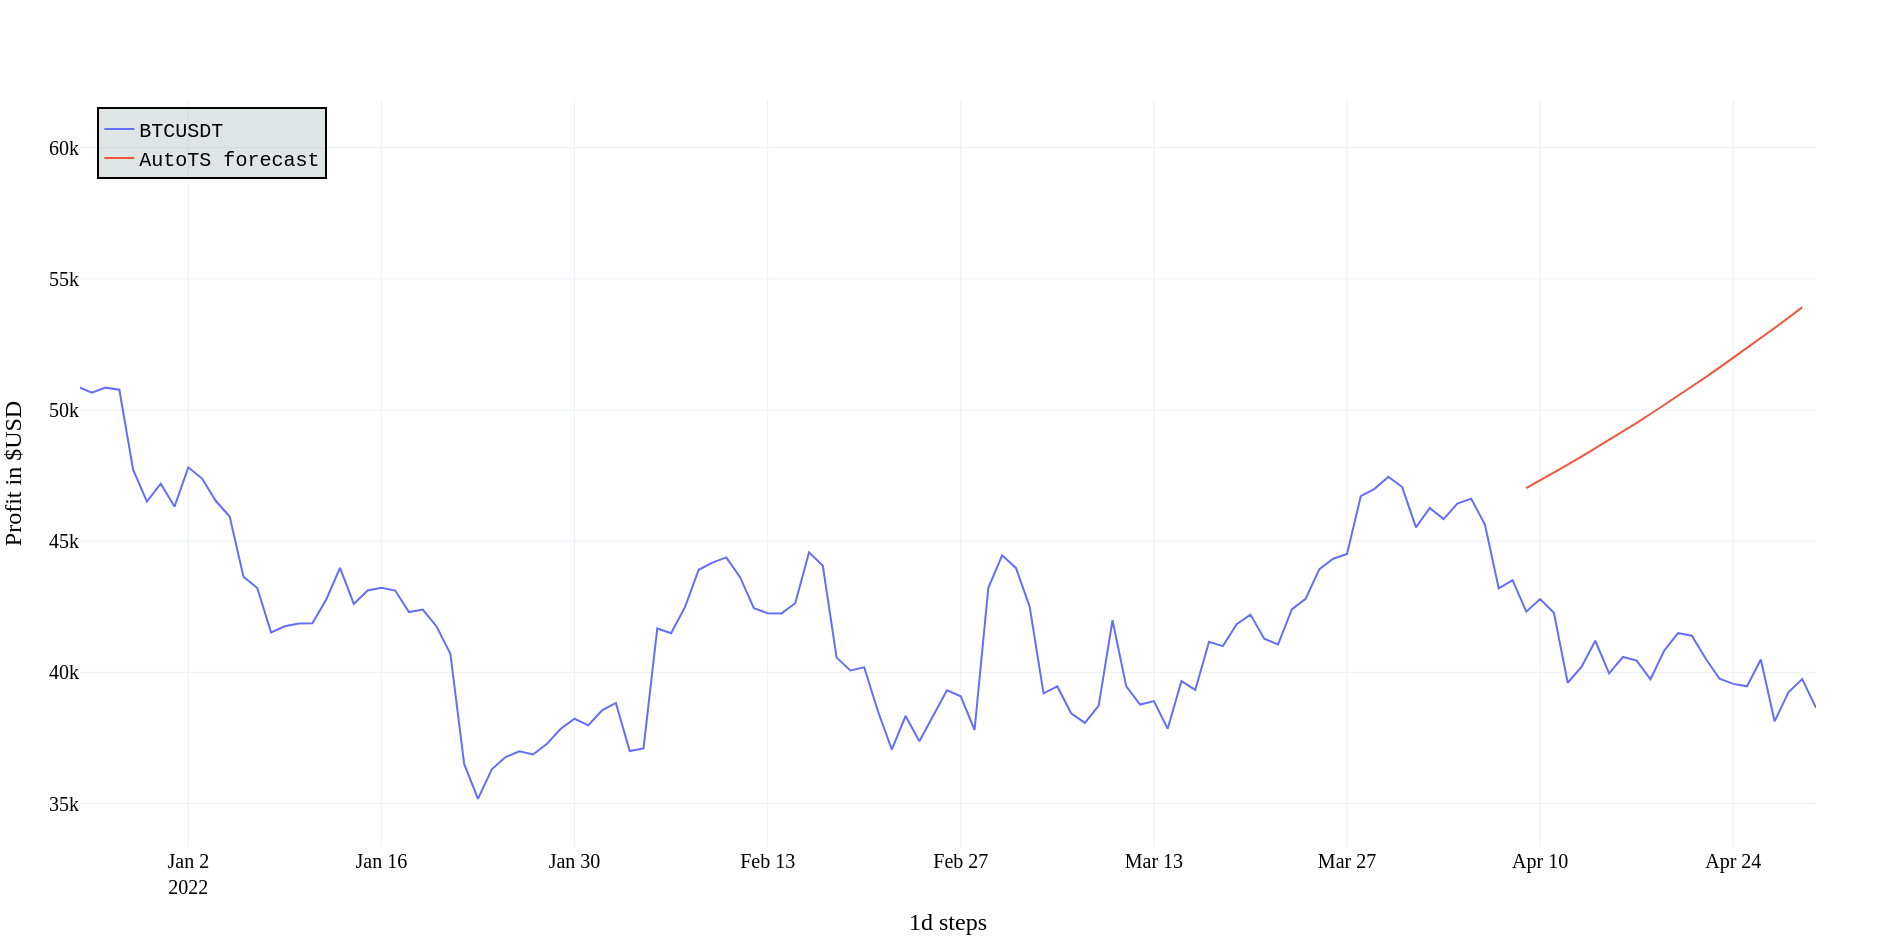 BTCUSDT
AutoTS forecast
60k
55k
50k
45k
40k
35k
Profit in $USD
Jan 2
2022
Jan 16
Jan 30
Feb 13
Feb 27
Mar 13
Mar 27
Apr 10
Apr 24
1d steps